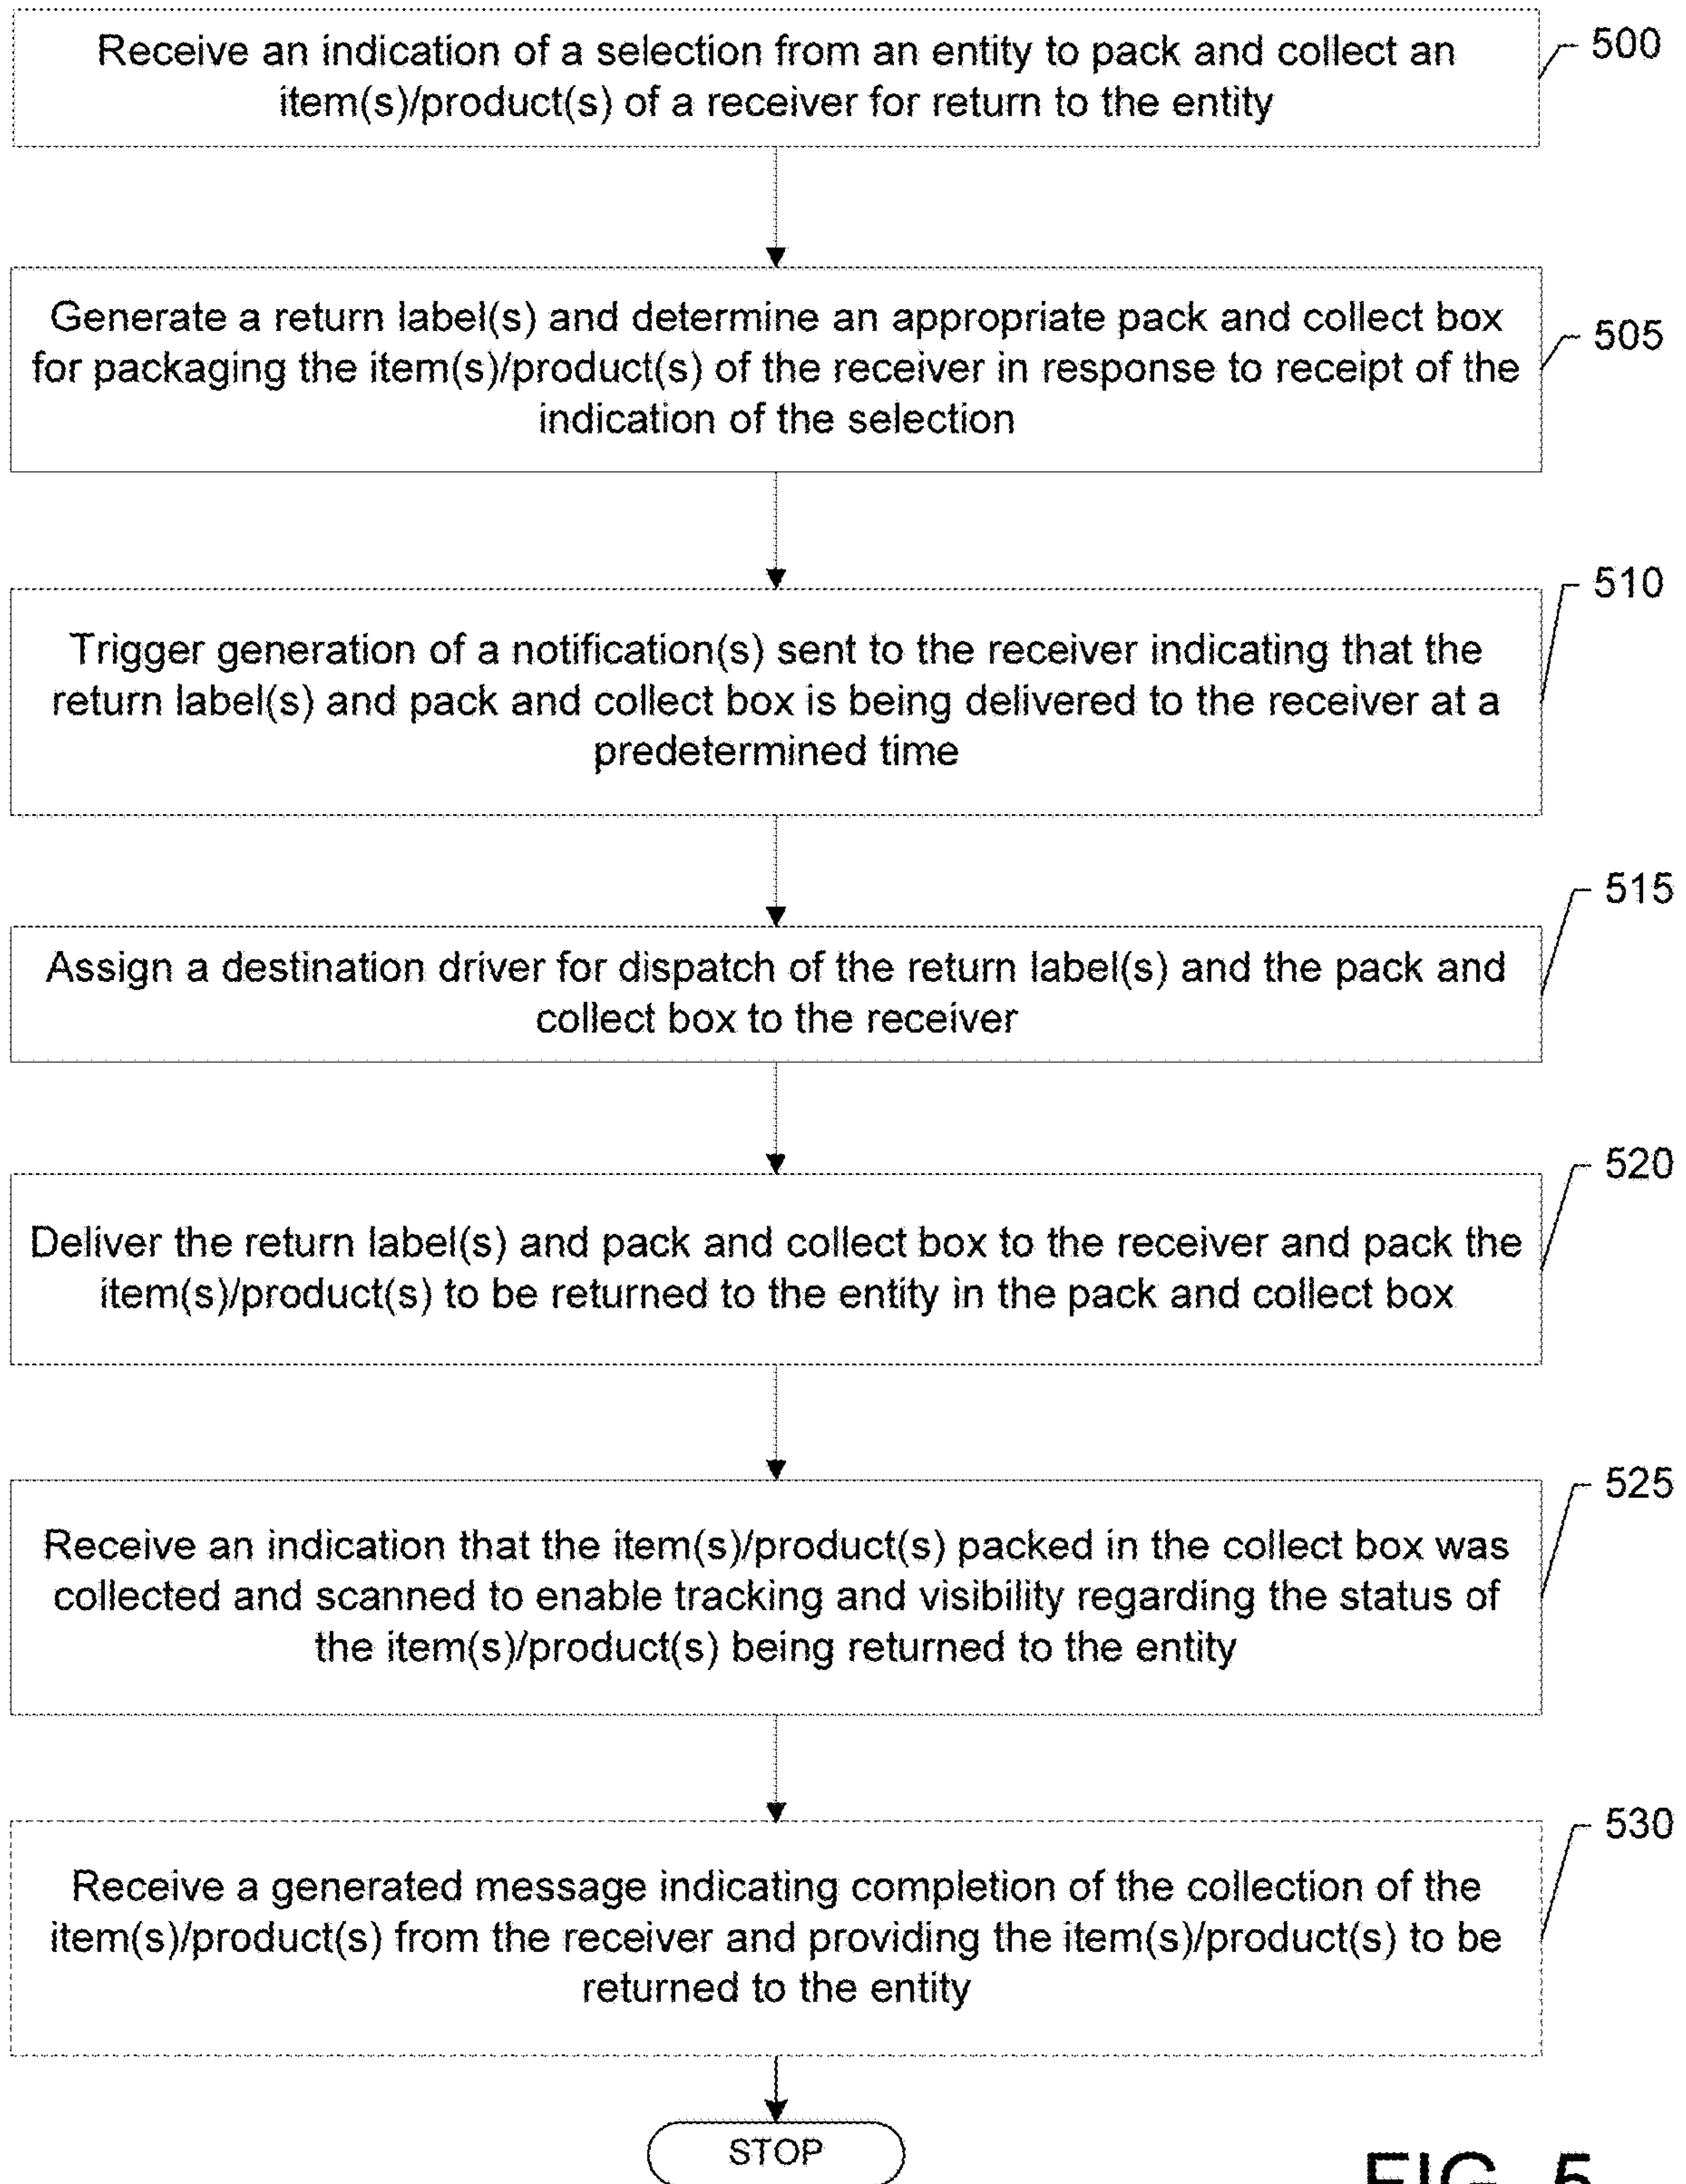 Receive an indication of a selection from an entity to pack and collect an
item(s)/product(s) of a receiver for return to the entity
500
Generate a return label(s) and determine an appropriate pack and collect box
for packaging the item(s)/product(s) of the receiver in response to receipt of the
indication of the selection
505
Trigger generation of a notification(s) sent to the receiver indicating that the
return label(s) and pack and collect box is being delivered to the receiver at a
predetermined time
510
Assign a destination driver for dispatch of the return label(s) and the pack and
collect box to the receiver
515
Deliver the return label(s) and pack and collect box to the receiver and pack the
item(s)/product(s) to be returned to the entity in the pack and collect box
520
Receive an indication that the item(s)/product(s) packed in the collect box was
collected and scanned to enable tracking and visibility regarding the status of
the item(s)/product(s) being returned to the entity
525
Receive a generated message indicating completion of the collection of the
item(s)/product(s) from the receiver and providing the item(s)/product(s) to be
returned to the entity
530
STOP
FIG. 5